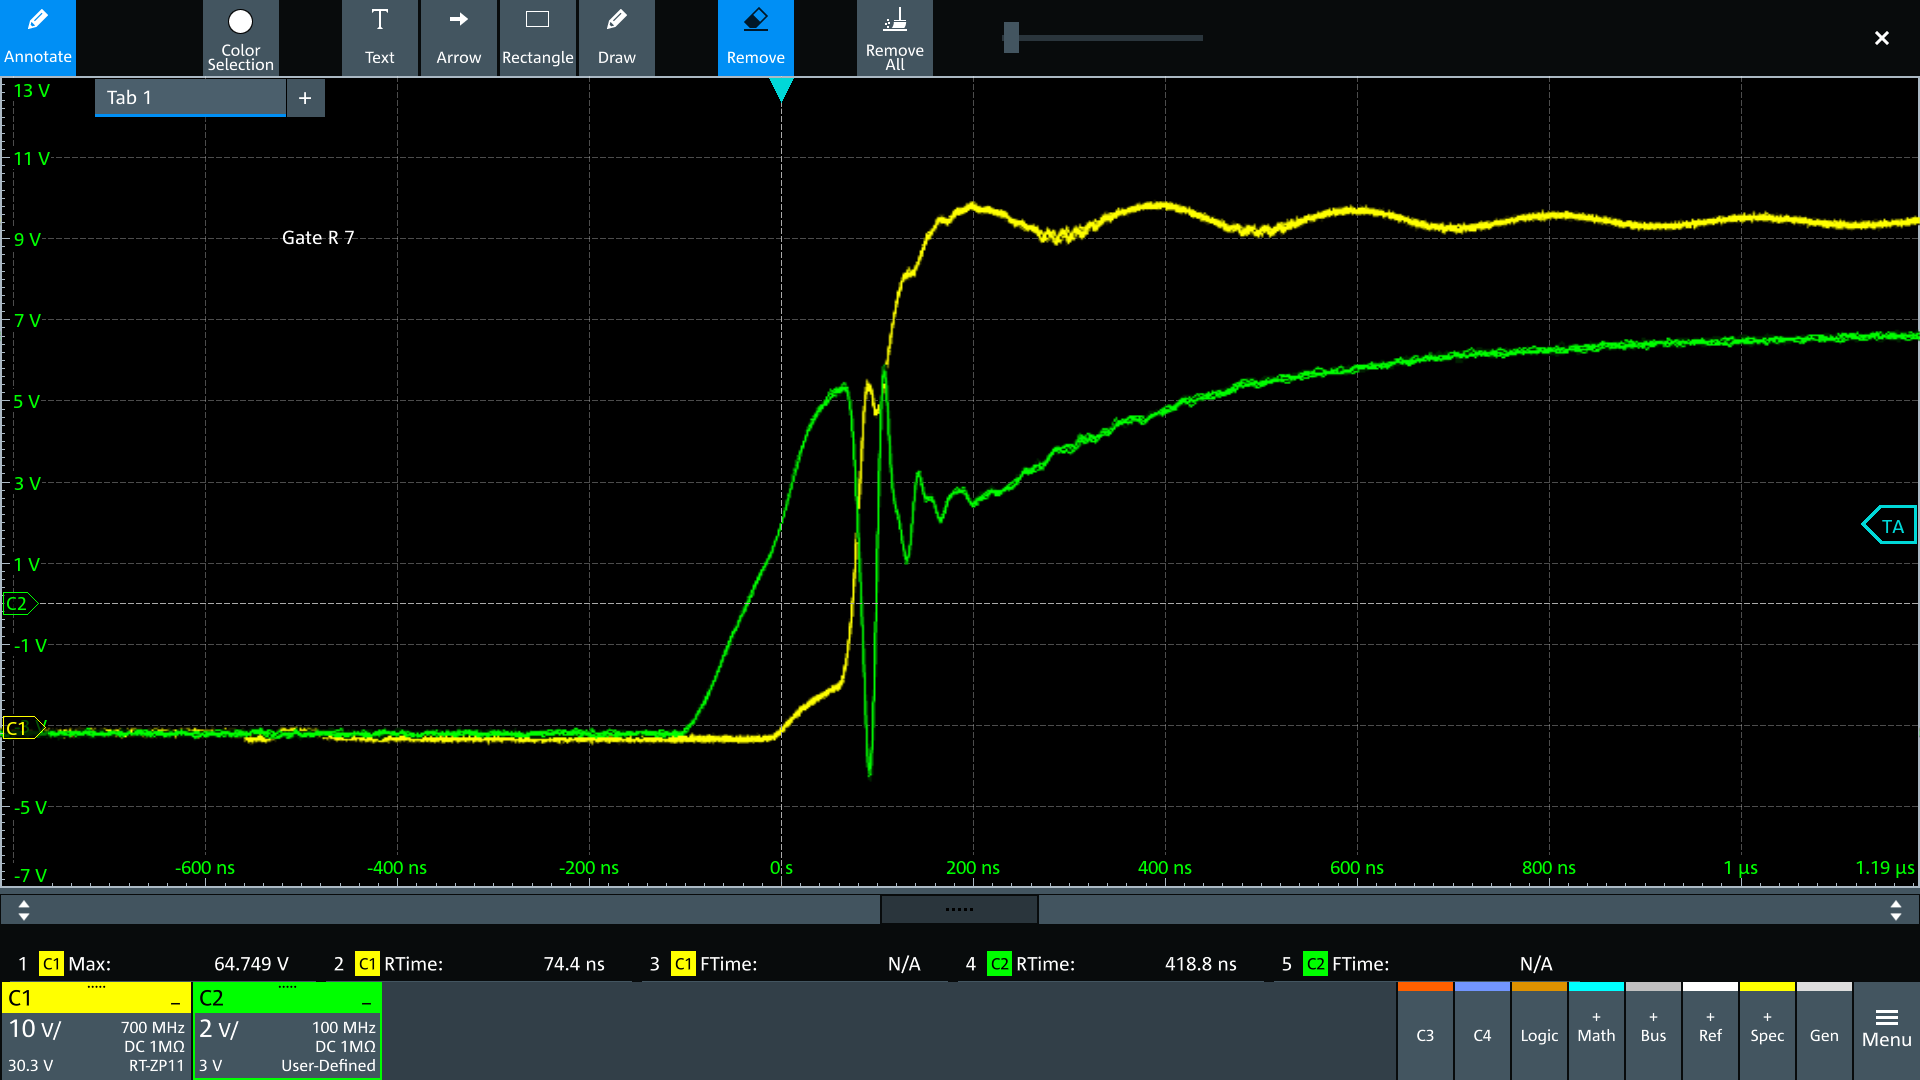 Annotate
Color Selection
Text
Arrow
Rectangle
Draw
Remove
Remove All
×
Tab 1
+
13 V
11 V
Gate R 7
9 V
7 V
5 V
3 V
TA
1 V
C2
-1 V
C1
-5 V
-7 V
-600 ns -400 ns -200 ns 0 s 200 ns 400 ns 600 ns 800 ns 1 µs 1.19 µs
1 C1 Max: 64.749 V 2 C1 RTime: 74.4 ns 3 C1 FTime: N/A 4 C2 RTime: 418.8 ns 5 C2 FTime: N/A
C1
10 V/ 700 MHz
DC 1MΩ
30.3 V RT-ZP11
C2
2 V/ 100 MHz
DC 1MΩ
3 V User-Defined
C3
C4
Logic
+ Math
+ Bus
+ Ref
+ Spec
Gen
Menu